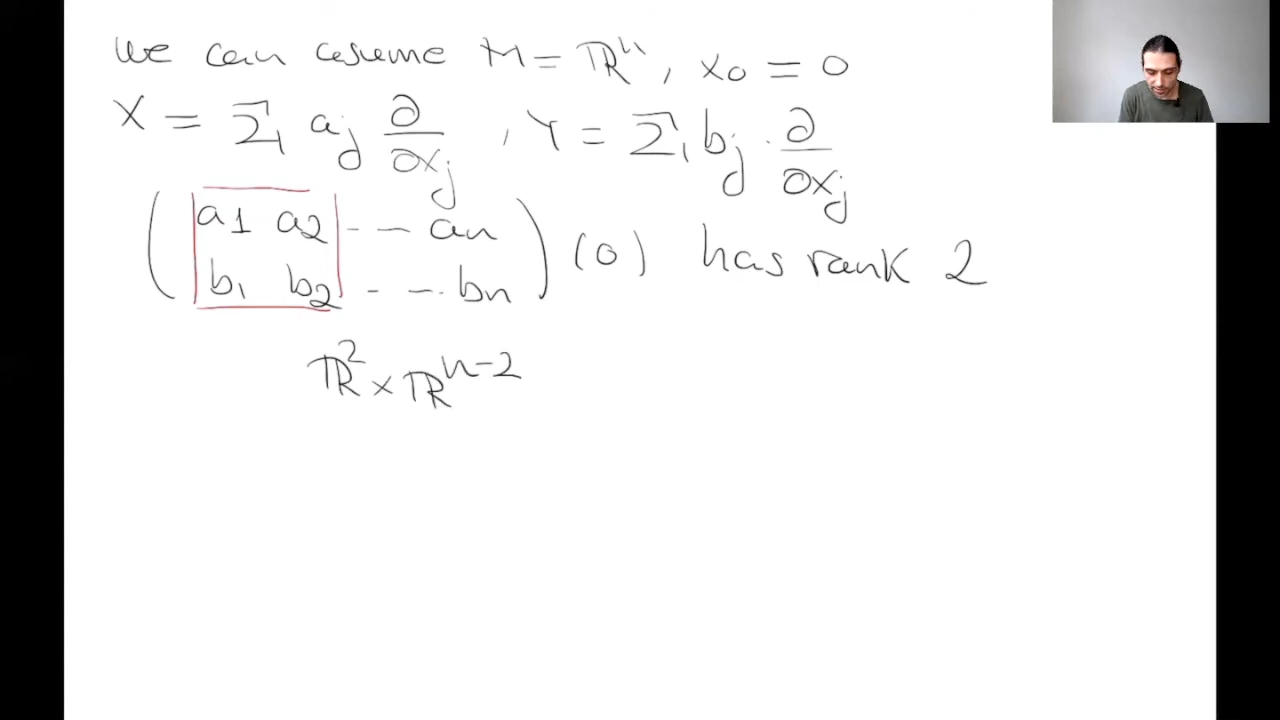 we can assume M = ℝⁿ, x₀ = 0
X = Σ aⱼ ∂/∂xⱼ , Y = Σ bⱼ · ∂/∂xⱼ
( a1 a2 -- an
b₁ b₂ -- bn ) (0) has rank 2
ℝ² × ℝⁿ⁻²